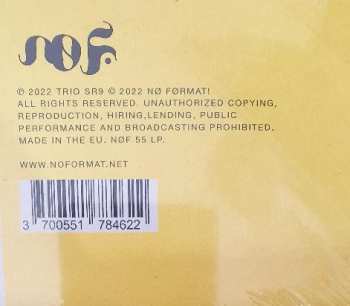 nøf.
℗ 2022 TRIO SR9 © 2022 NØ FØRMAT!
ALL RIGHTS RESERVED. UNAUTHORIZED COPYING,
REPRODUCTION, HIRING,LENDING, PUBLIC
PERFORMANCE AND BROADCASTING PROHIBITED.
MADE IN THE EU. NØF 55 LP.
WWW.NOFORMAT.NET
3 700551 784622